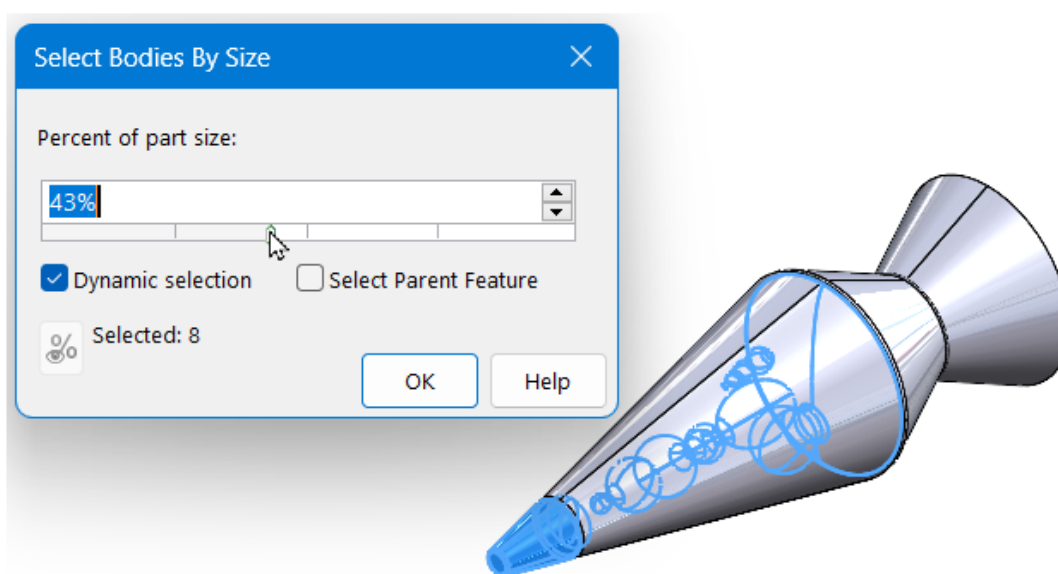 Select Bodies By Size
Percent of part size:
43%
Dynamic selection
Select Parent Feature
Selected: 8
OK
Help